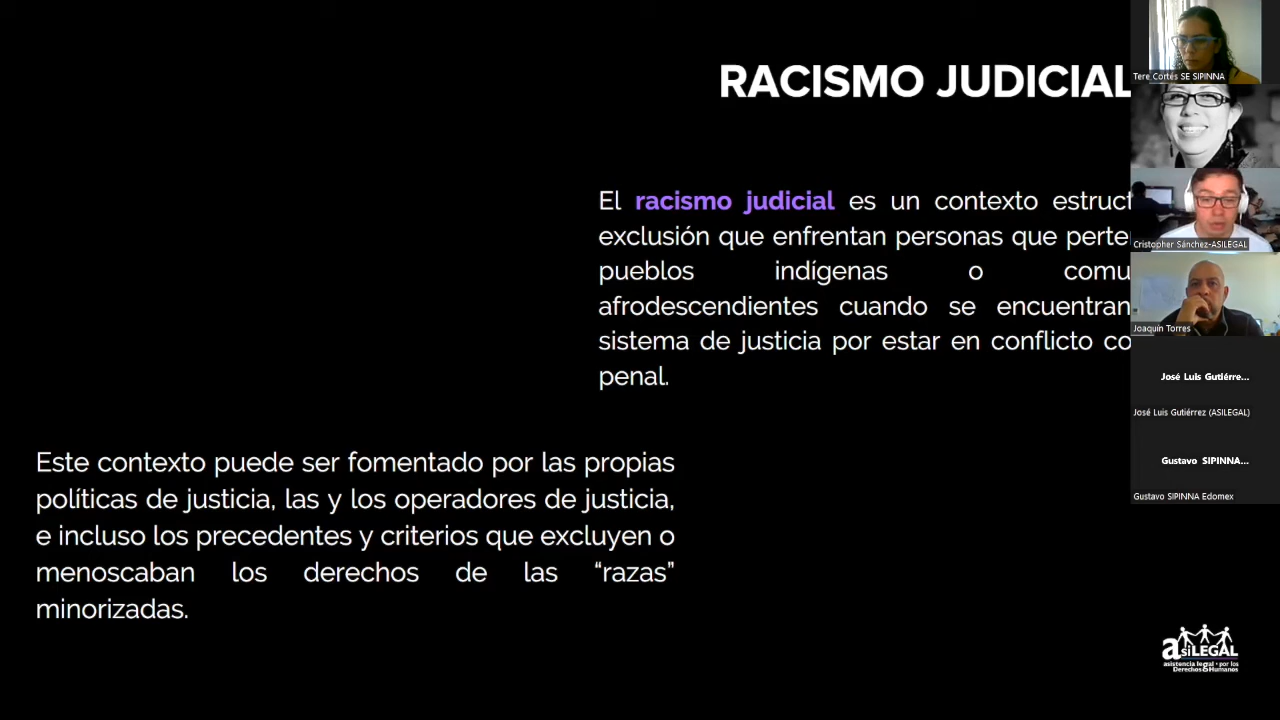 RACISMO JUDICIAL
El racismo judicial es un contexto estruct
exclusión que enfrentan personas que perte
pueblos indígenas o comu
afrodescendientes cuando se encuentran
sistema de justicia por estar en conflicto co
penal.
Este contexto puede ser fomentado por las propias
políticas de justicia, las y los operadores de justicia,
e incluso los precedentes y criterios que excluyen o
menoscaban los derechos de las “razas”
minorizadas.
Tere Cortés SE SIPINNA
Cristopher Sánchez-ASILEGAL
Joaquín Torres
José Luis Gutiérre...
José Luis Gutiérrez (ASILEGAL)
Gustavo SIPINNA...
Gustavo SIPINNA Edomex
asiLEGAL
asistencia legal · por los
Derechos Humanos